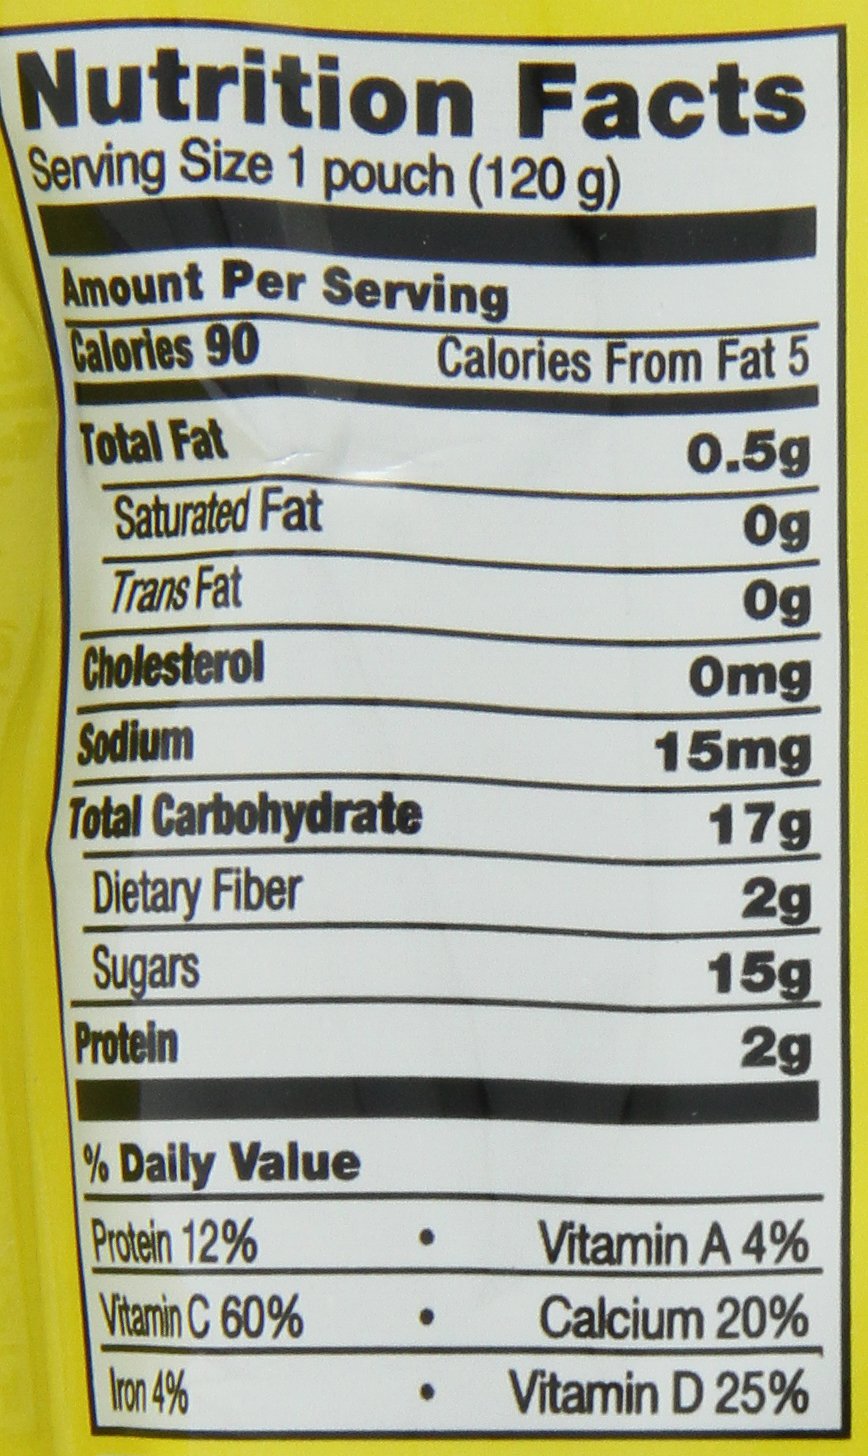 Nutrition Facts
Serving Size 1 pouch (120 g)
Amount Per Serving
Calories 90 Calories From Fat 5
Total Fat 0.5g
Saturated Fat 0g
Trans Fat 0g
Cholesterol 0mg
Sodium 15mg
Total Carbohydrate 17g
Dietary Fiber 2g
Sugars 15g
Protein 2g
% Daily Value
Protein 12% • Vitamin A 4%
Vitamin C 60% • Calcium 20%
Iron 4% • Vitamin D 25%